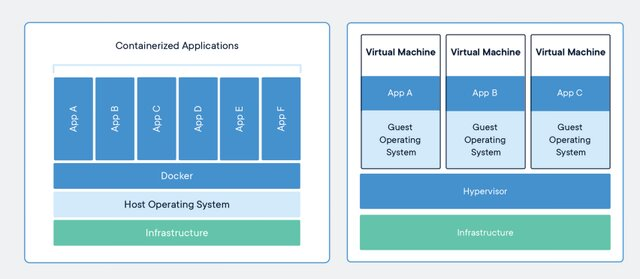 Containerized Applications
App A
App B
App C
App D
App E
App F
Docker
Host Operating System
Infrastructure
Virtual Machine
App A
Guest
Operating
System
Virtual Machine
App B
Guest
Operating
System
Virtual Machine
App C
Guest
Operating
System
Hypervisor
Infrastructure